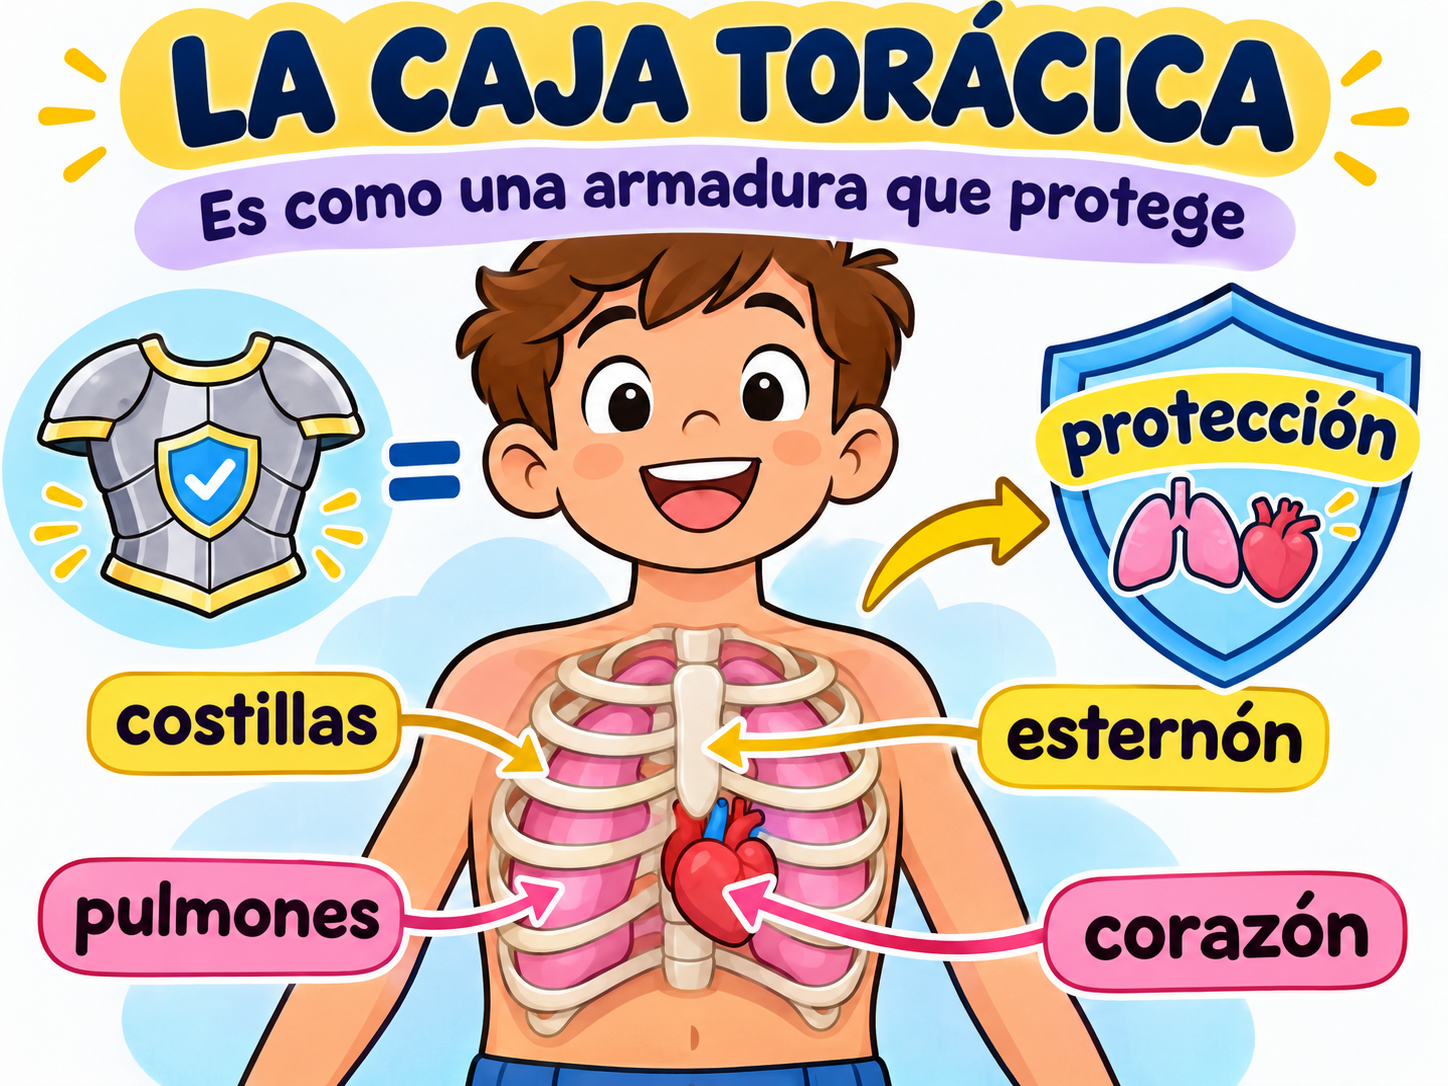 LA CAJA TORÁCICA
Es como una armadura que protege
protección
costillas
esternón
pulmones
corazón